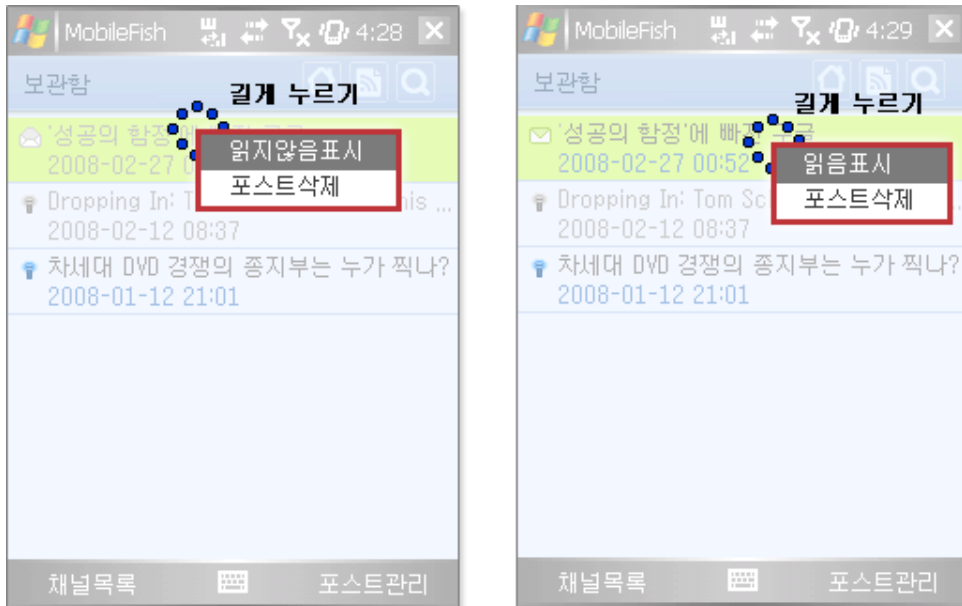 MobileFish 4:28
보관함
길게 누르기
'성공의 함정
2008-02-27 0
읽지않음표시
포스트삭제
Dropping In: T his ...
2008-02-12 08:37
차세대 DVD 경쟁의 종지부는 누가 찍나?
2008-01-12 21:01
채널목록 포스트관리
MobileFish 4:29
보관함
길게 누르기
'성공의 함정'에 빠진 구글
2008-02-27 00:52
읽음표시
포스트삭제
Dropping In: Tom Sc
2008-02-12 08:37
차세대 DVD 경쟁의 종지부는 누가 찍나?
2008-01-12 21:01
채널목록 포스트관리